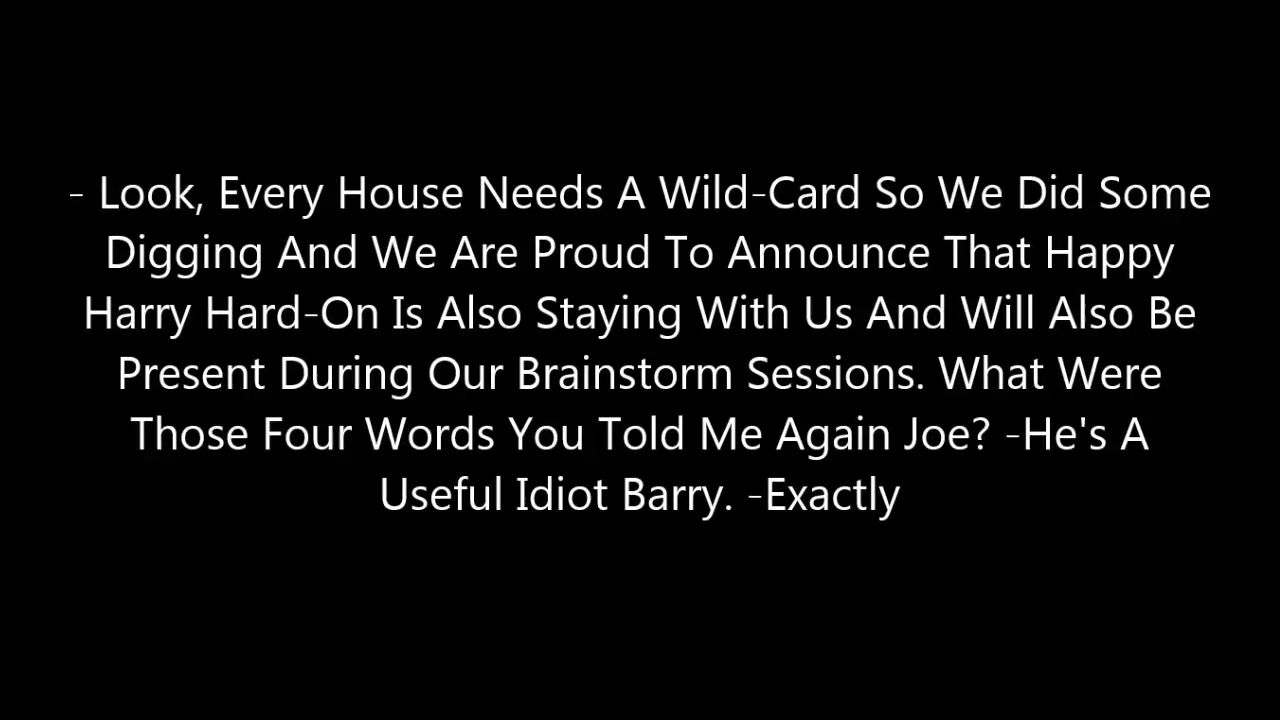 - Look, Every House Needs A Wild-Card So We Did Some
Digging And We Are Proud To Announce That Happy
Harry Hard-On Is Also Staying With Us And Will Also Be
Present During Our Brainstorm Sessions. What Were
Those Four Words You Told Me Again Joe? -He's A
Useful Idiot Barry. -Exactly